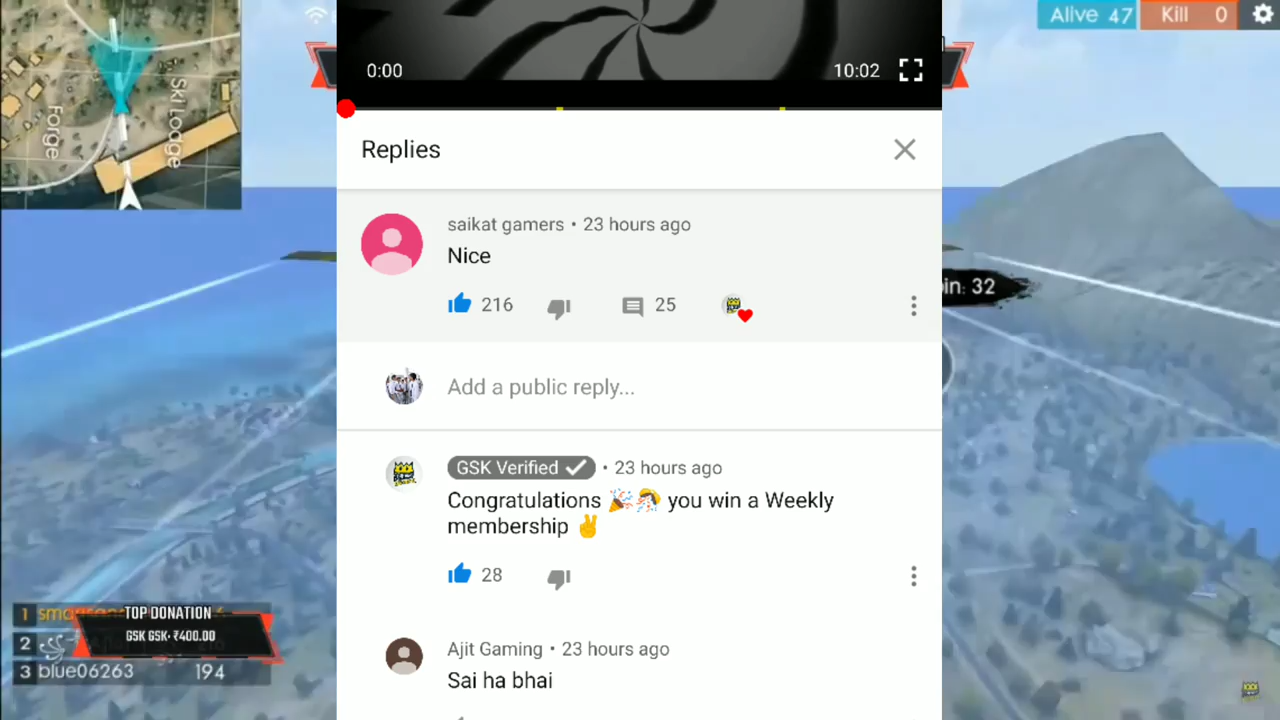 Alive 47 Kill 0
Forge
Ski Lodge
0:00 10:02
Replies
saikat gamers • 23 hours ago
Nice
216 25
in: 32
Add a public reply...
GSK Verified • 23 hours ago
Congratulations 🎉🎊 you win a Weekly
membership ✌
28
Ajit Gaming • 23 hours ago
Sai ha bhai
1
TOP DONATION
GSK GSK• ₹400.00
2
3 blue06263 194